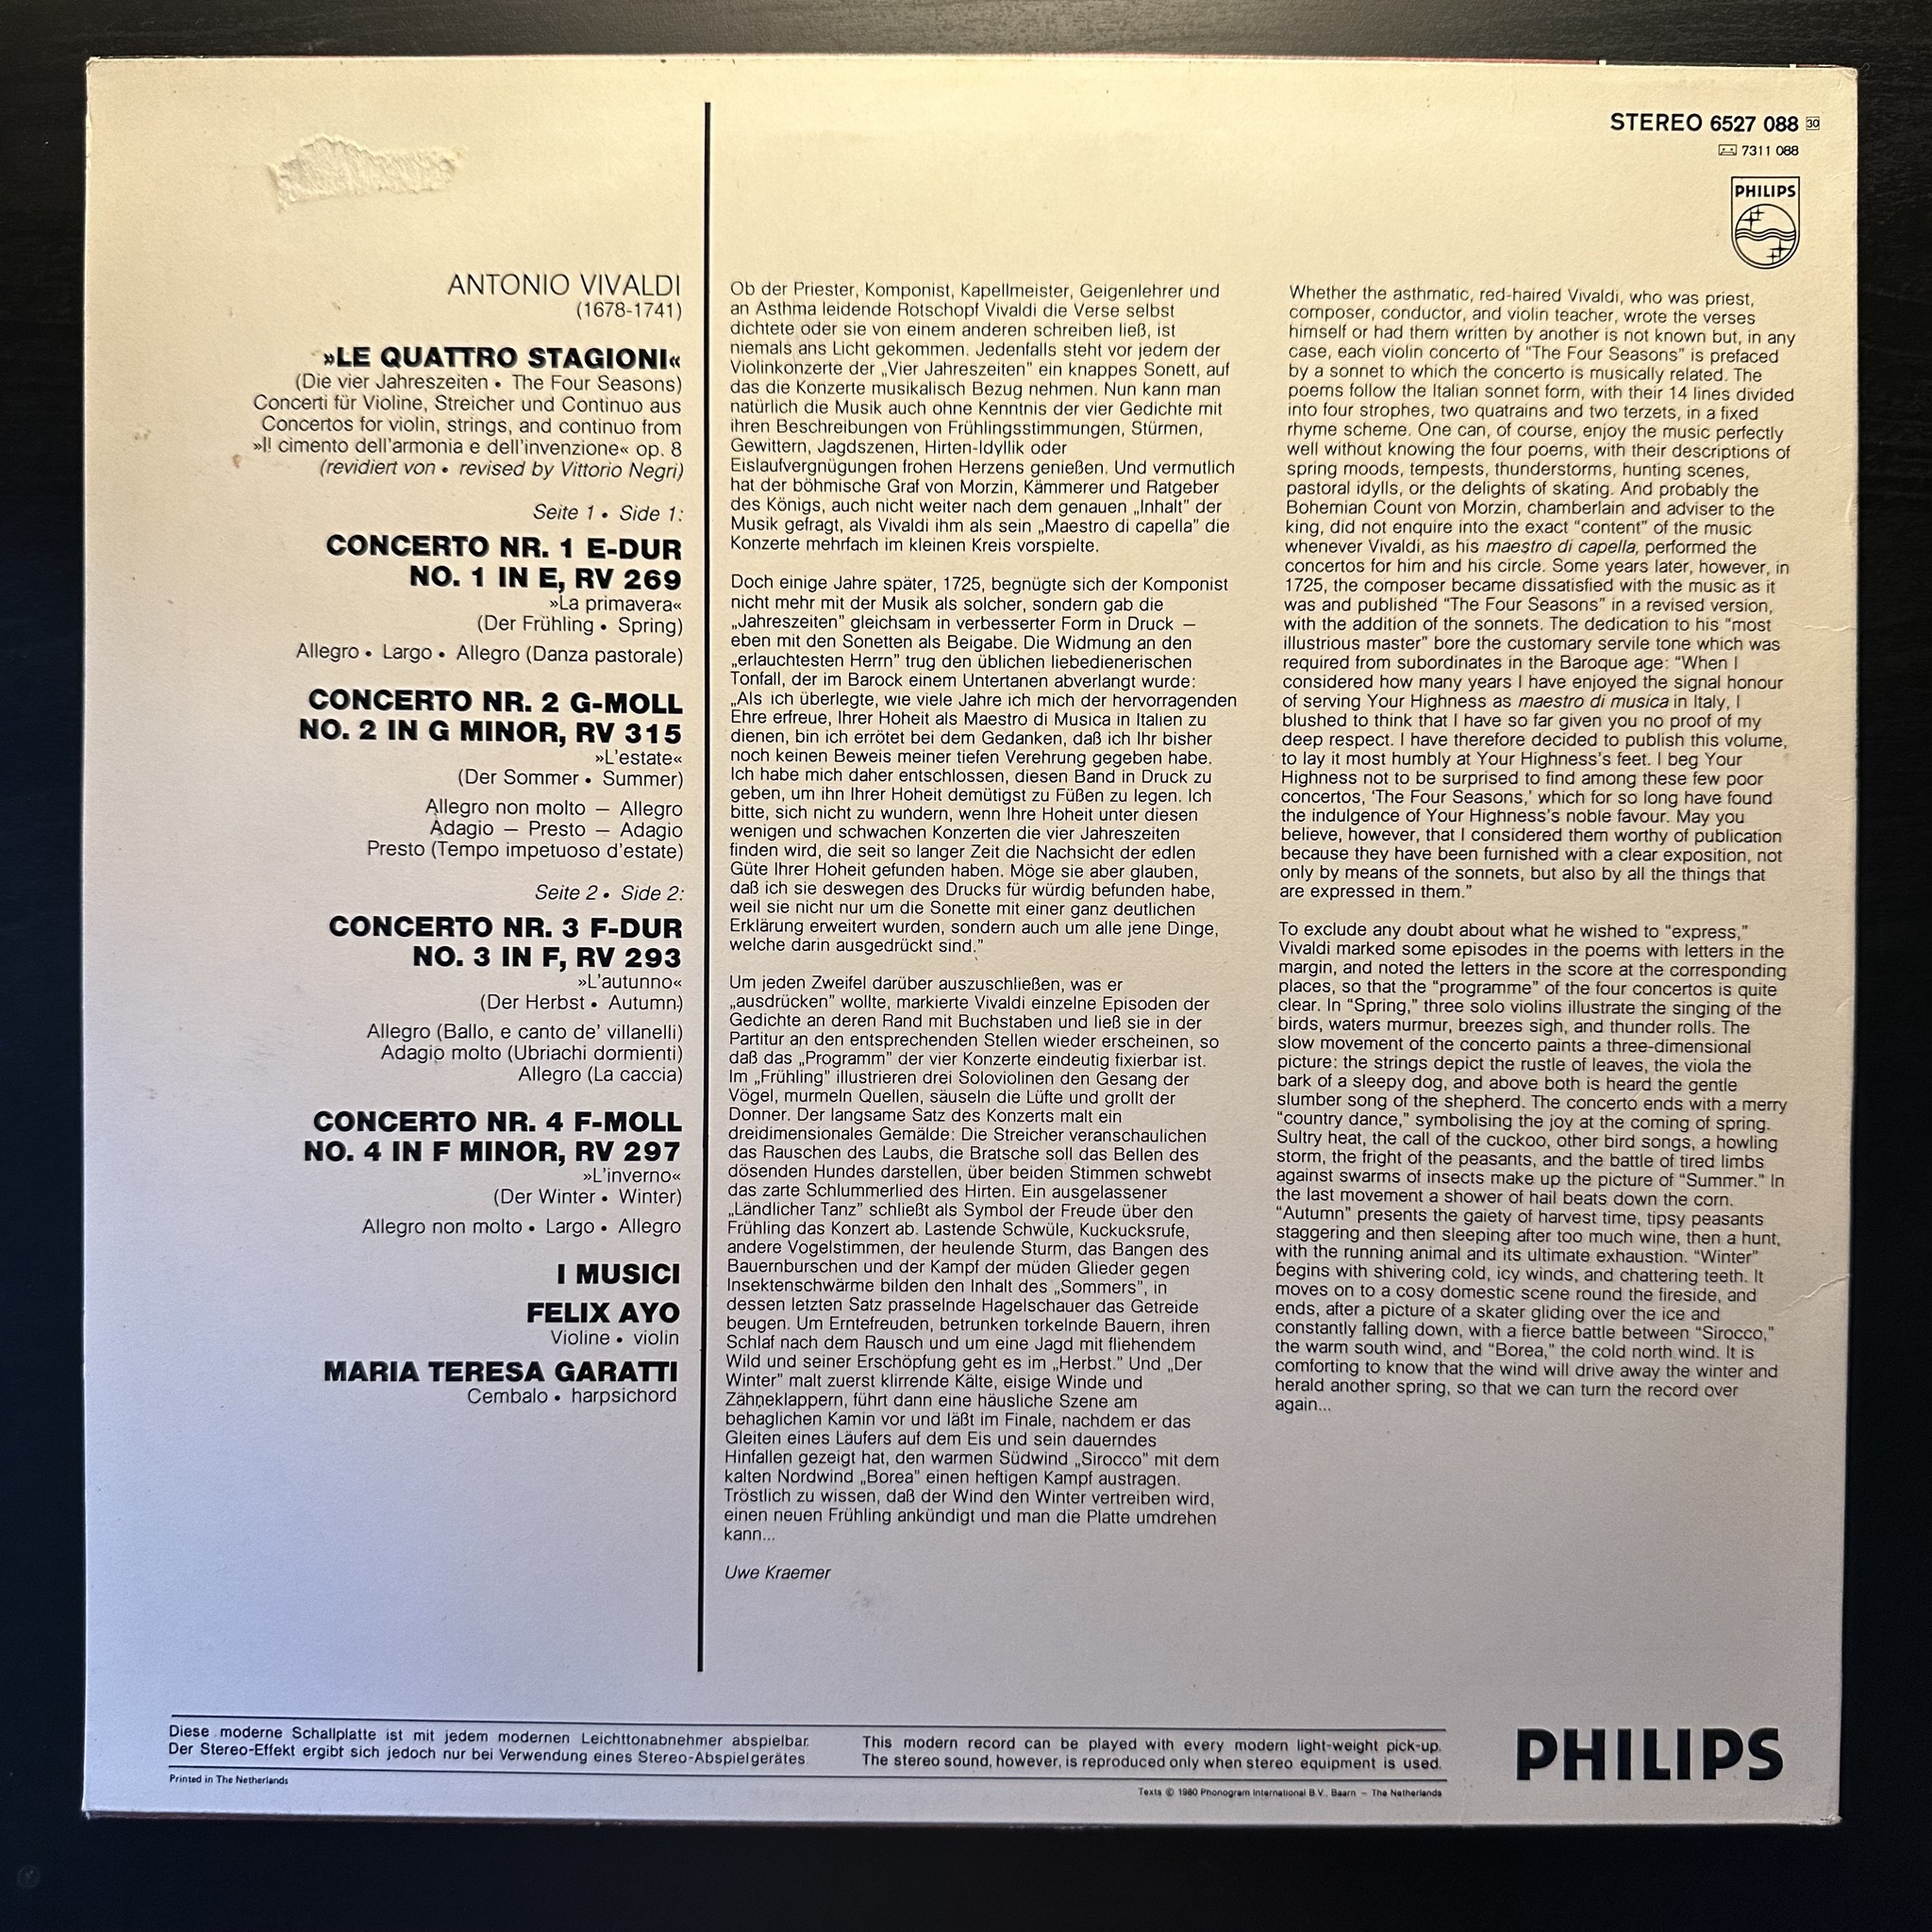 STEREO 6527 088 30
7311 088
PHILIPS
ANTONIO VIVALDI
(1678-1741)
»LE QUATTRO STAGIONI«
(Die vier Jahreszeiten • The Four Seasons)
Concerti für Violine, Streicher und Continuo aus
Concertos for violin, strings, and continuo from
»Il cimento dell'armonia e dell'invenzione« op. 8
(revidiert von • revised by Vittorio Negri)
Seite 1 • Side 1:
CONCERTO NR. 1 E-DUR
NO. 1 IN E, RV 269
»La primavera«
(Der Frühling • Spring)
Allegro • Largo • Allegro (Danza pastorale)
CONCERTO NR. 2 G-MOLL
NO. 2 IN G MINOR, RV 315
»L'estate«
(Der Sommer • Summer)
Allegro non molto — Allegro
Adagio — Presto — Adagio
Presto (Tempo impetuoso d'estate)
Seite 2 • Side 2:
CONCERTO NR. 3 F-DUR
NO. 3 IN F, RV 293
»L'autunno«
(Der Herbst • Autumn)
Allegro (Ballo, e canto de' villanelli)
Adagio molto (Ubriachi dormienti)
Allegro (La caccia)
CONCERTO NR. 4 F-MOLL
NO. 4 IN F MINOR, RV 297
»L'inverno«
(Der Winter • Winter)
Allegro non molto • Largo • Allegro
I MUSICI
FELIX AYO
Violine • violin
MARIA TERESA GARATTI
Cembalo • harpsichord
Ob der Priester, Komponist, Kapellmeister, Geigenlehrer und
an Asthma leidende Rotschopf Vivaldi die Verse selbst
dichtete oder sie von einem anderen schreiben ließ, ist
niemals ans Licht gekommen. Jedenfalls steht vor jedem der
Violinkonzerte der „Vier Jahreszeiten" ein knappes Sonett, auf
das die Konzerte musikalisch Bezug nehmen. Nun kann man
natürlich die Musik auch ohne Kenntnis der vier Gedichte mit
ihren Beschreibungen von Frühlingsstimmungen, Stürmen,
Gewittern, Jagdszenen, Hirten-Idyllik oder
Eislaufvergnügungen frohen Herzens genießen. Und vermutlich
hat der böhmische Graf von Morzin, Kämmerer und Ratgeber
des Königs, auch nicht weiter nach dem genauen „Inhalt" der
Musik gefragt, als Vivaldi ihm als sein „Maestro di capella" die
Konzerte mehrfach im kleinen Kreis vorspielte.
Doch einige Jahre später, 1725, begnügte sich der Komponist
nicht mehr mit der Musik als solcher, sondern gab die
„Jahreszeiten" gleichsam in verbesserter Form in Druck —
eben mit den Sonetten als Beigabe. Die Widmung an den
„erlauchtesten Herrn" trug den üblichen liebedienerischen
Tonfall, der im Barock einem Untertanen abverlangt wurde:
„Als ich überlegte, wie viele Jahre ich mich der hervorragenden
Ehre erfreue, Ihrer Hoheit als Maestro di Musica in Italien zu
dienen, bin ich errötet bei dem Gedanken, daß ich Ihr bisher
noch keinen Beweis meiner tiefen Verehrung gegeben habe.
Ich habe mich daher entschlossen, diesen Band in Druck zu
geben, um ihn Ihrer Hoheit demütigst zu Füßen zu legen. Ich
bitte, sich nicht zu wundern, wenn Ihre Hoheit unter diesen
wenigen und schwachen Konzerten die vier Jahreszeiten
finden wird, die seit so langer Zeit die Nachsicht der edlen
Güte Ihrer Hoheit gefunden haben. Möge sie aber glauben,
daß ich sie deswegen des Drucks für würdig befunden habe,
weil sie nicht nur um die Sonette mit einer ganz deutlichen
Erklärung erweitert wurden, sondern auch um alle jene Dinge,
welche darin ausgedrückt sind."
Um jeden Zweifel darüber auszuschließen, was er
„ausdrücken" wollte, markierte Vivaldi einzelne Episoden der
Gedichte an deren Rand mit Buchstaben und ließ sie in der
Partitur an den entsprechenden Stellen wieder erscheinen, so
daß das „Programm" der vier Konzerte eindeutig fixierbar ist.
Im „Frühling" illustrieren drei Soloviolinen den Gesang der
Vögel, murmeln Quellen, säuseln die Lüfte und grollt der
Donner. Der langsame Satz des Konzerts malt ein
dreidimensionales Gemälde: Die Streicher veranschaulichen
das Rauschen des Laubs, die Bratsche soll das Bellen des
dösenden Hundes darstellen, über beiden Stimmen schwebt
das zarte Schlummerlied des Hirten. Ein ausgelassener
„Ländlicher Tanz" schließt als Symbol der Freude über den
Frühling das Konzert ab. Lastende Schwüle, Kuckucksrufe,
andere Vogelstimmen, der heulende Sturm, das Bangen des
Bauernburschen und der Kampf der müden Glieder gegen
Insektenschwärme bilden den Inhalt des „Sommers", in
dessen letzten Satz prasselnde Hagelschauer das Getreide
beugen. Um Erntefreuden, betrunken torkelnde Bauern, ihren
Schlaf nach dem Rausch und um eine Jagd mit fliehendem
Wild und seiner Erschöpfung geht es im „Herbst." Und „Der
Winter" malt zuerst klirrende Kälte, eisige Winde und
Zähneklappern, führt dann eine häusliche Szene am
behaglichen Kamin vor und läßt im Finale, nachdem er das
Gleiten eines Läufers auf dem Eis und sein dauerndes
Hinfallen gezeigt hat, den warmen Südwind „Sirocco" mit dem
kalten Nordwind „Borea" einen heftigen Kampf austragen.
Tröstlich zu wissen, daß der Wind den Winter vertreiben wird,
einen neuen Frühling ankündigt und man die Platte umdrehen
kann...
Uwe Kraemer
Whether the asthmatic, red-haired Vivaldi, who was priest,
composer, conductor, and violin teacher, wrote the verses
himself or had them written by another is not known but, in any
case, each violin concerto of "The Four Seasons" is prefaced
by a sonnet to which the concerto is musically related. The
poems follow the Italian sonnet form, with their 14 lines divided
into four strophes, two quatrains and two terzets, in a fixed
rhyme scheme. One can, of course, enjoy the music perfectly
well without knowing the four poems, with their descriptions of
spring moods, tempests, thunderstorms, hunting scenes,
pastoral idylls, or the delights of skating. And probably the
Bohemian Count von Morzin, chamberlain and adviser to the
king, did not enquire into the exact "content" of the music
whenever Vivaldi, as his maestro di capella, performed the
concertos for him and his circle. Some years later, however, in
1725, the composer became dissatisfied with the music as it
was and published "The Four Seasons" in a revised version,
with the addition of the sonnets. The dedication to his "most
illustrious master" bore the customary servile tone which was
required from subordinates in the Baroque age: "When I
considered how many years I have enjoyed the signal honour
of serving Your Highness as maestro di musica in Italy, I
blushed to think that I have so far given you no proof of my
deep respect. I have therefore decided to publish this volume,
to lay it most humbly at Your Highness's feet. I beg Your
Highness not to be surprised to find among these few poor
concertos, 'The Four Seasons,' which for so long have found
the indulgence of Your Highness's noble favour. May you
believe, however, that I considered them worthy of publication
because they have been furnished with a clear exposition, not
only by means of the sonnets, but also by all the things that
are expressed in them."
To exclude any doubt about what he wished to "express,"
Vivaldi marked some episodes in the poems with letters in the
margin, and noted the letters in the score at the corresponding
places, so that the "programme" of the four concertos is quite
clear. In "Spring," three solo violins illustrate the singing of the
birds, waters murmur, breezes sigh, and thunder rolls. The
slow movement of the concerto paints a three-dimensional
picture: the strings depict the rustle of leaves, the viola the
bark of a sleepy dog, and above both is heard the gentle
slumber song of the shepherd. The concerto ends with a merry
"country dance," symbolising the joy at the coming of spring.
Sultry heat, the call of the cuckoo, other bird songs, a howling
storm, the fright of the peasants, and the battle of tired limbs
against swarms of insects make up the picture of "Summer." In
the last movement a shower of hail beats down the corn.
"Autumn" presents the gaiety of harvest time, tipsy peasants
staggering and then sleeping after too much wine, then a hunt,
with the running animal and its ultimate exhaustion. "Winter"
begins with shivering cold, icy winds, and chattering teeth. It
moves on to a cosy domestic scene round the fireside, and
ends, after a picture of a skater gliding over the ice and
constantly falling down, with a fierce battle between "Sirocco,"
the warm south wind, and "Borea," the cold north wind. It is
comforting to know that the wind will drive away the winter and
herald another spring, so that we can turn the record over
again...
Diese moderne Schallplatte ist mit jedem modernen Leichttonabnehmer abspielbar.
Der Stereo-Effekt ergibt sich jedoch nur bei Verwendung eines Stereo-Abspielgerätes.
This modern record can be played with every modern light-weight pick-up.
The stereo sound, however, is reproduced only when stereo equipment is used.
PHILIPS
Printed in The Netherlands
Texts © 1980 Phonogram International B.V., Baarn – The Netherlands